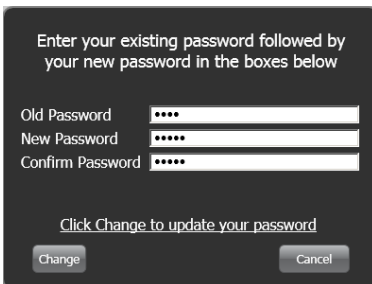 Enter your existing password followed by
your new password in the boxes below
Old Password ••••
New Password •••••
Confirm Password •••••
Click Change to update your password
Change Cancel